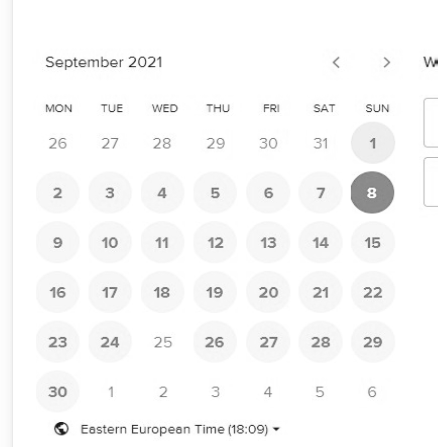 September 2021 < >
MON TUE WED THU FRI SAT SUN
26 27 28 29 30 31 1
2 3 4 5 6 7 8
9 10 11 12 13 14 15
16 17 18 19 20 21 22
23 24 25 26 27 28 29
30 1 2 3 4 5 6
Eastern European Time (18:09)